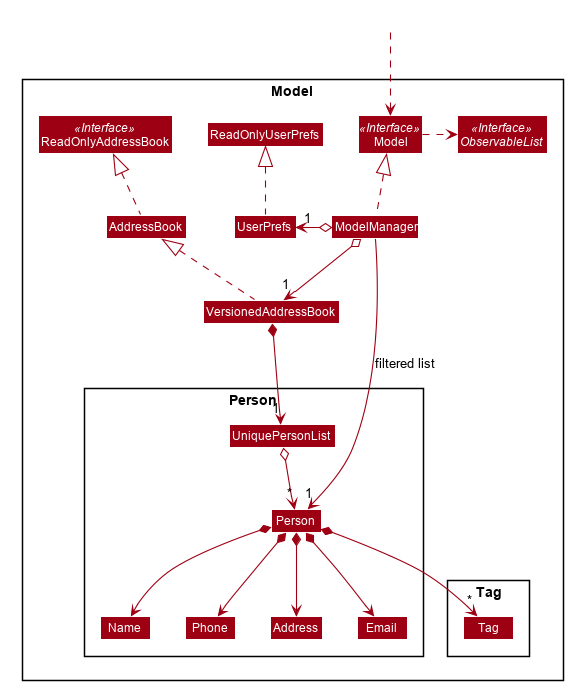 Model
«Interface»
ReadOnlyAddressBook
ReadOnlyUserPrefs
«Interface»
Model
«Interface»
ObservableList
AddressBook
UserPrefs
1
ModelManager
1
VersionedAddressBook
filtered list
Person
1
UniquePersonList
*
1
Person
Tag
*
Name
Phone
Address
Email
Tag